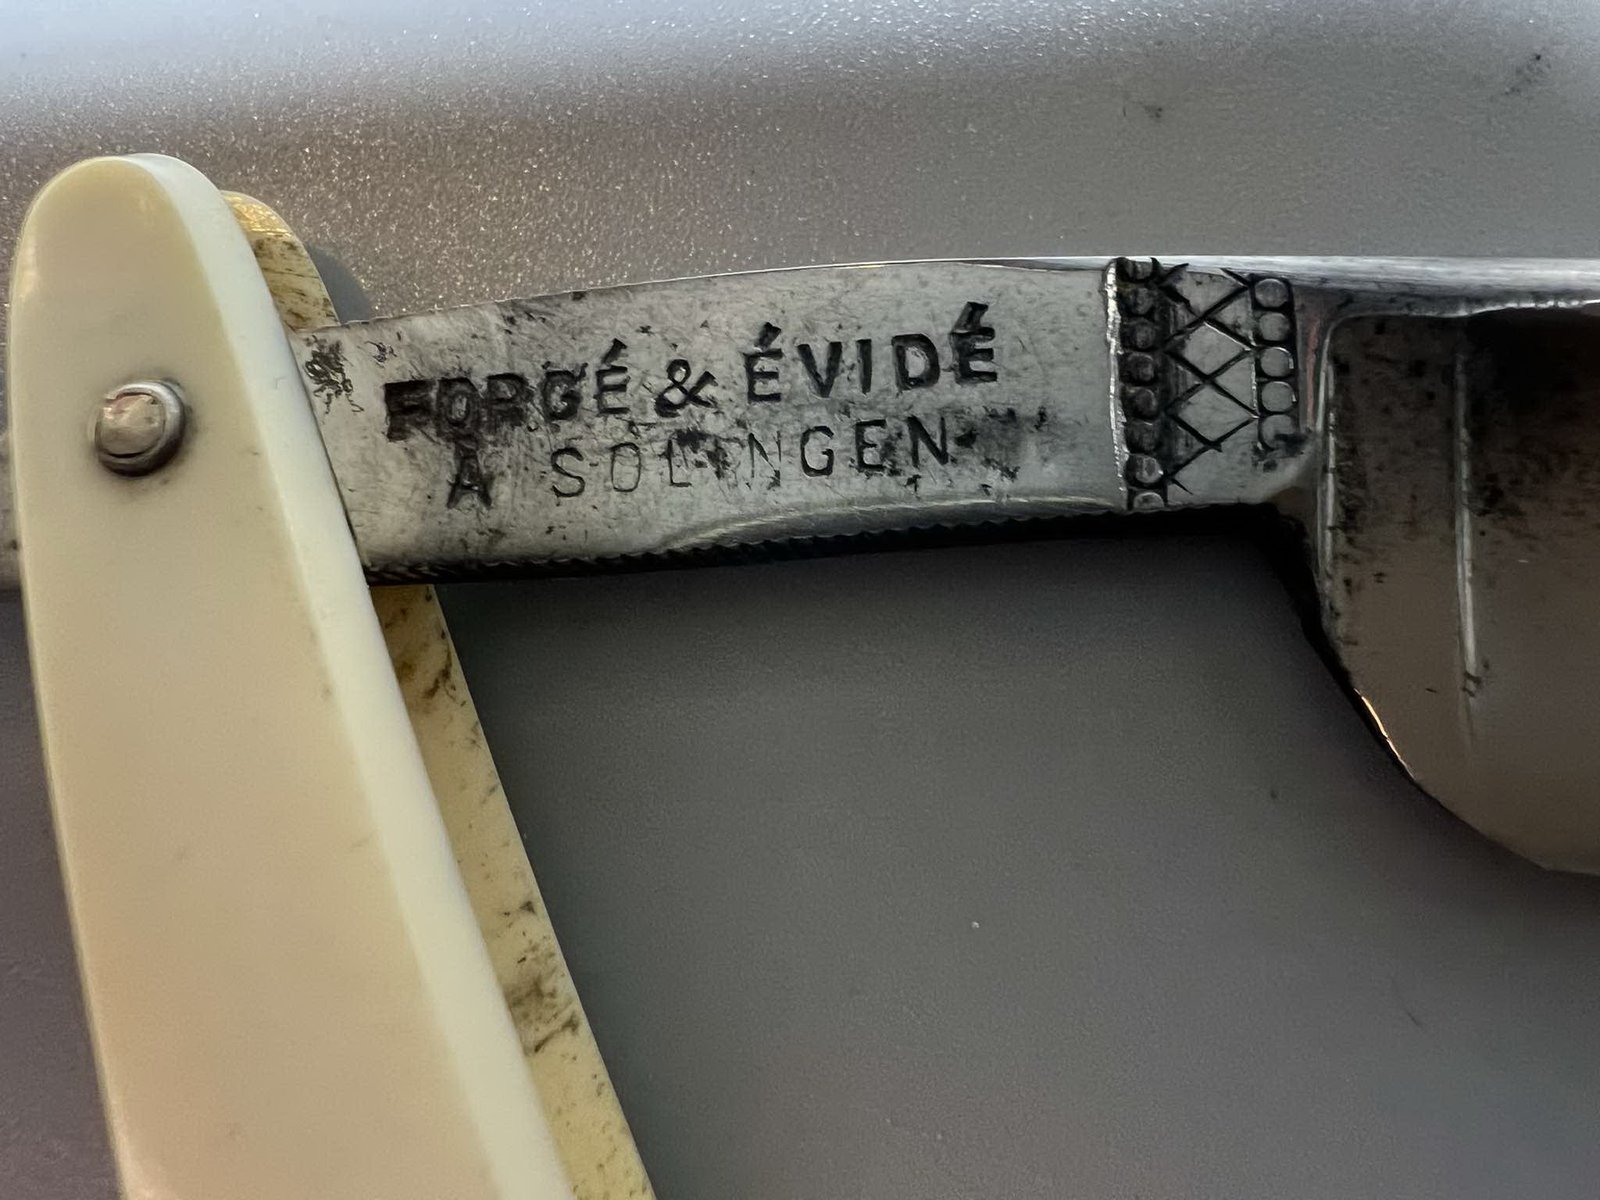 FORGÉ & ÉVIDÉ
À SOLINGEN